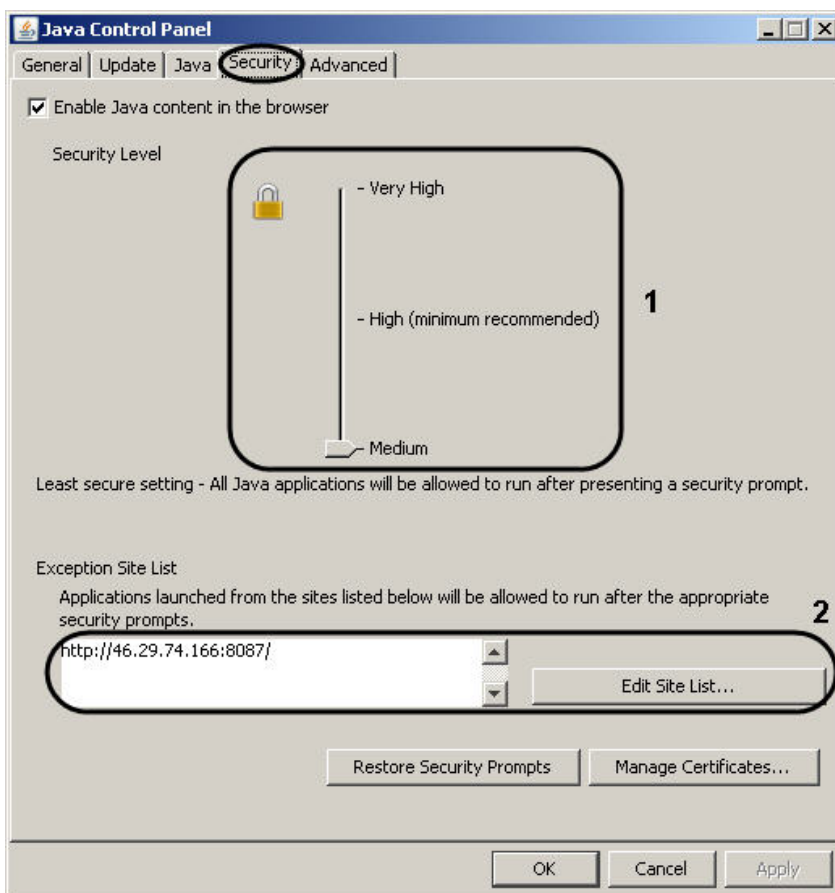 Java Control Panel
General Update Java Security Advanced
Enable Java content in the browser
Security Level
- Very High
- High (minimum recommended)
1
- Medium
Least secure setting - All Java applications will be allowed to run after presenting a security prompt.
Exception Site List
Applications launched from the sites listed below will be allowed to run after the appropriate
security prompts.
2
http://46.29.74.166:8087/
Edit Site List...
Restore Security Prompts Manage Certificates...
OK Cancel Apply